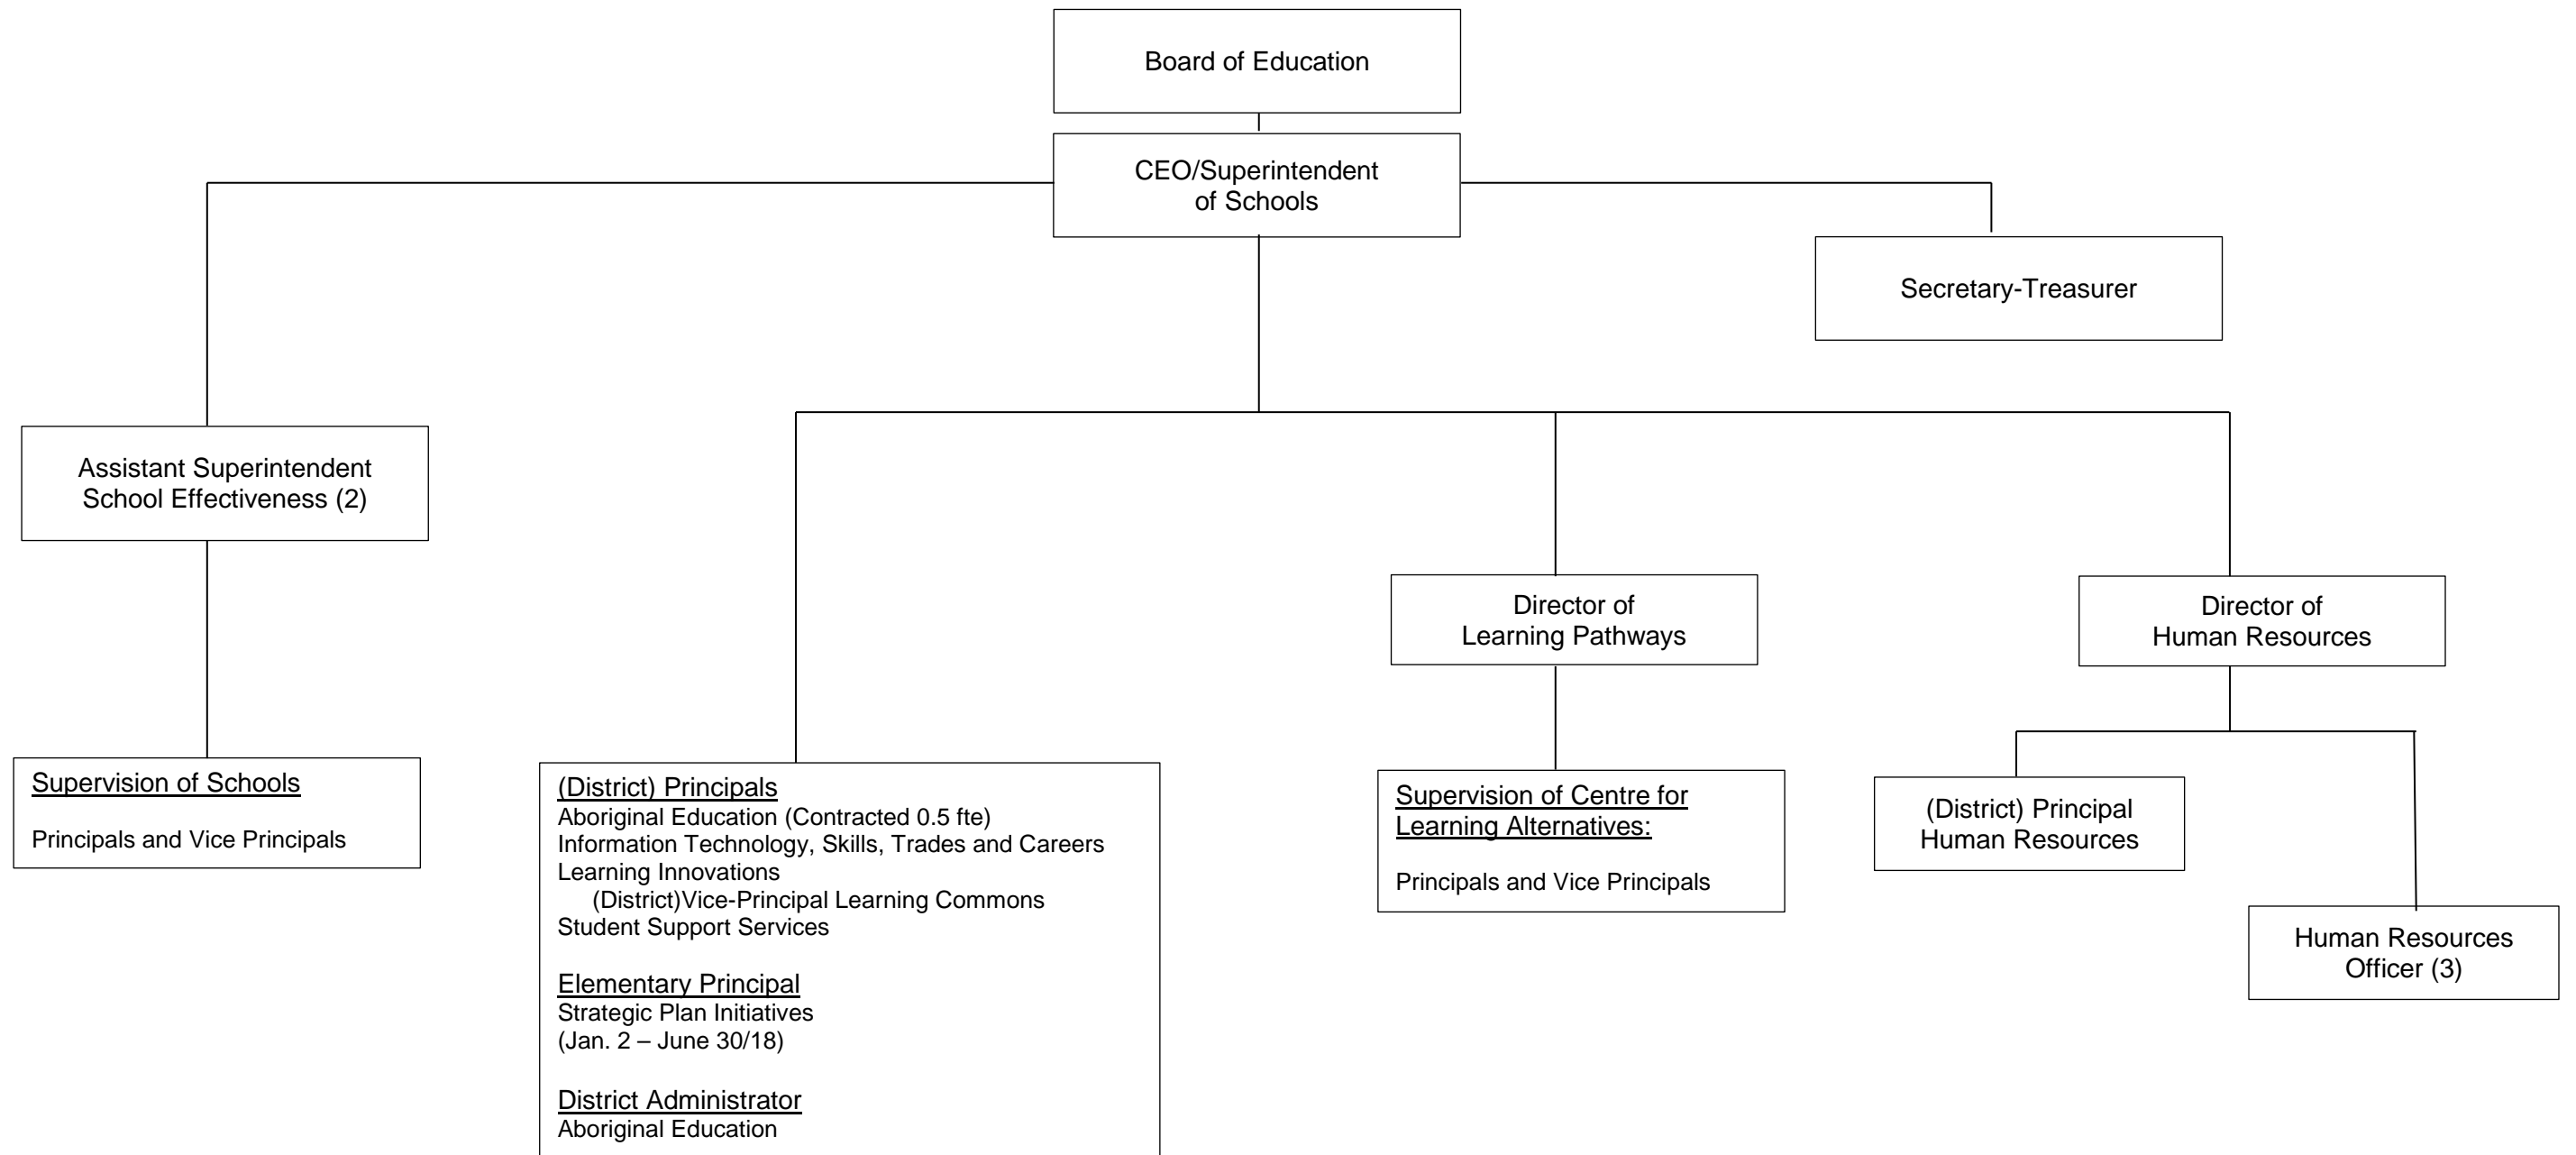 Board of Education
CEO/Superintendent
of Schools
Secretary-Treasurer
Assistant Superintendent
School Effectiveness (2)
Director of
Learning Pathways
Director of
Human Resources
Supervision of Schools
Principals and Vice Principals
(District) Principals
Aboriginal Education (Contracted 0.5 fte)
Information Technology, Skills, Trades and Careers
Learning Innovations
(District)Vice-Principal Learning Commons
Student Support Services
Elementary Principal
Strategic Plan Initiatives
(Jan. 2 – June 30/18)
District Administrator
Aboriginal Education
Supervision of Centre for
Learning Alternatives:
Principals and Vice Principals
(District) Principal
Human Resources
Human Resources
Officer (3)